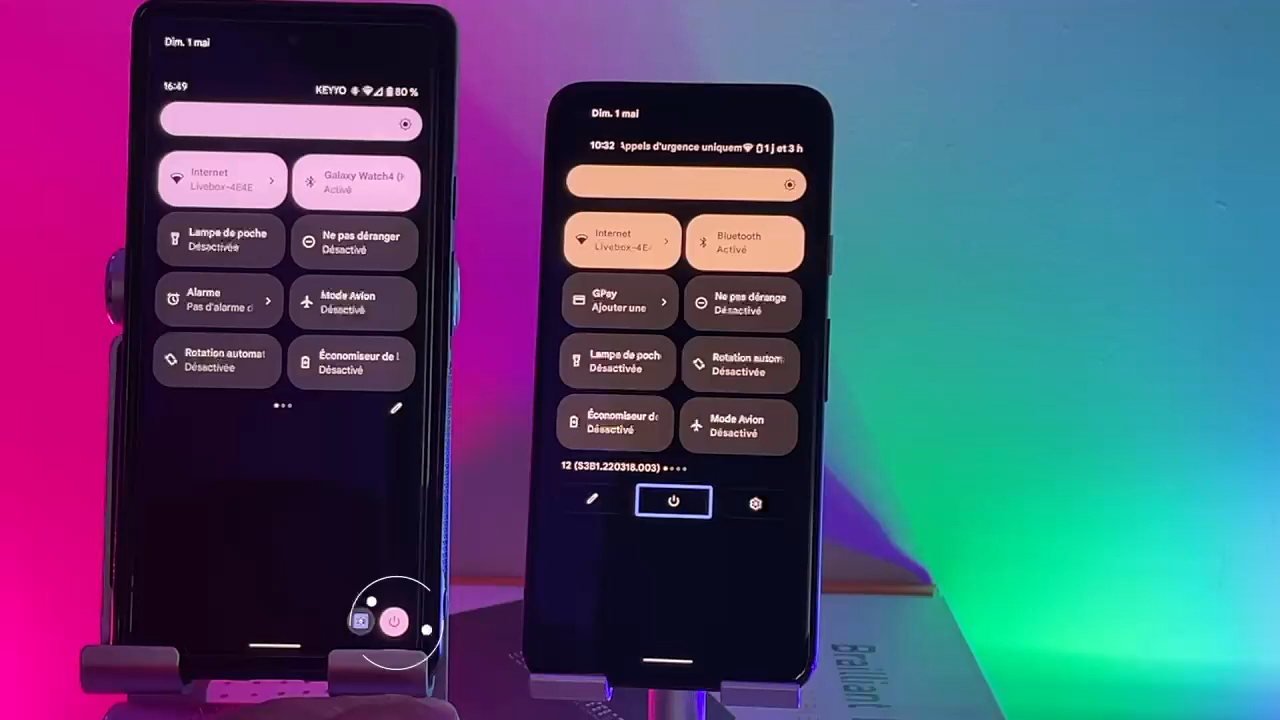 Dim. 1 mai
16:49
KEYYO
80 %
Internet
Livebox-4E4E
Galaxy Watch4 (
Activé
Lampe de poche
Désactivée
Ne pas déranger
Désactivé
Alarme
Pas d'alarme d
Mode Avion
Désactivé
Rotation automat
Désactivée
Économiseur de l
Désactivé
Dim. 1 mai
10:32
Appels d'urgence uniquem
1 j et 3 h
Internet
Livebox-4E
Bluetooth
Activé
GPay
Ajouter une
Ne pas dérange
Désactivé
Lampe de poch
Désactivée
Rotation autom
Désactivée
Économiseur de
Désactivé
Mode Avion
Désactivé
12 (S3B1.220318.003)
Brailliant